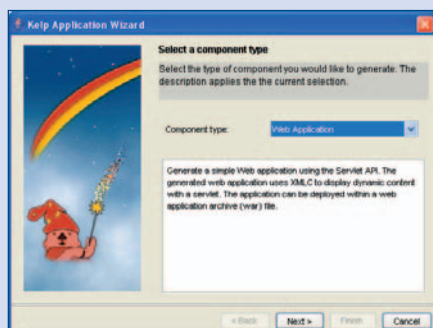 Kelp Application Wizard
Select a component type
Select the type of component you would like to generate. The
description applies the the current selection.
Component type:
Web Application
Generate a simple Web application using the Servlet API. The
generated web application uses XMLC to display dynamic content
with a servlet. The application can be deployed within a web
application archive (war) file.
< Back Next > Finish Cancel